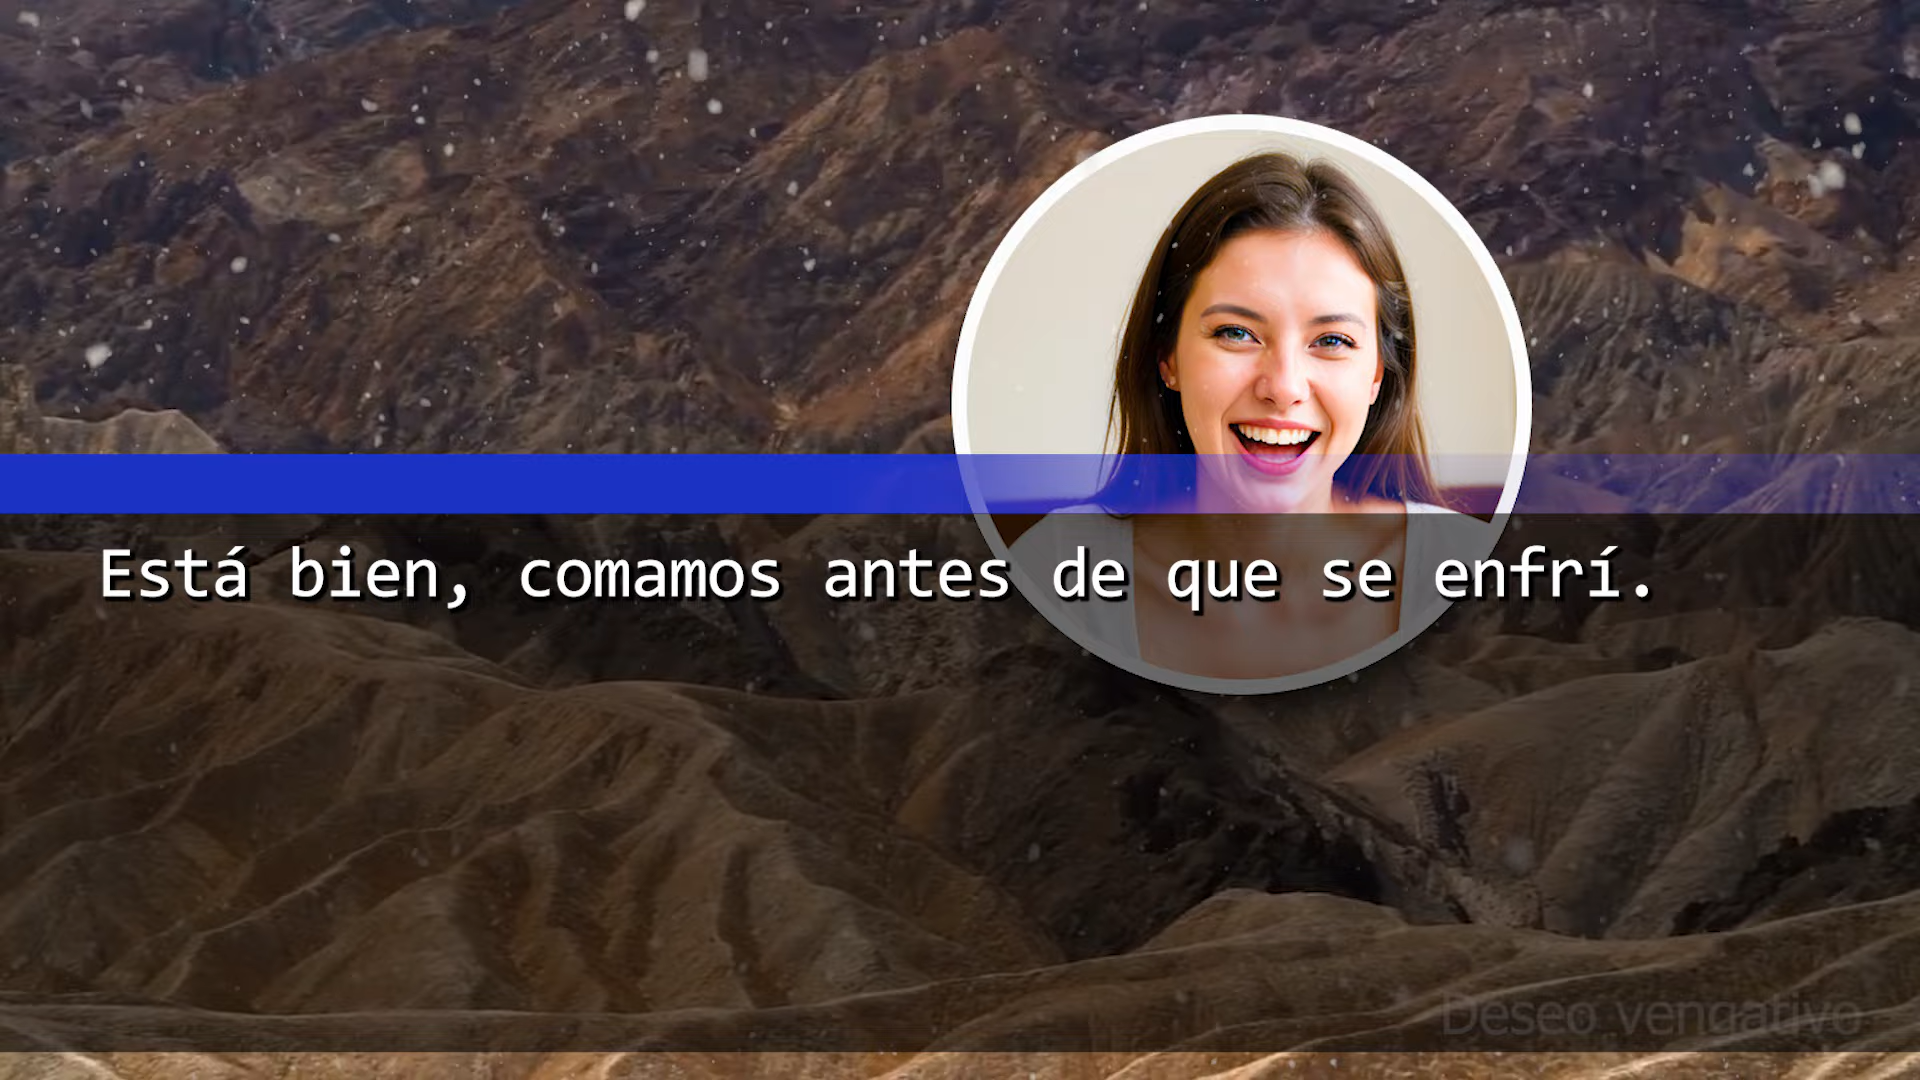 Está bien, comamos antes de que se enfrí.
Deseo vengativo